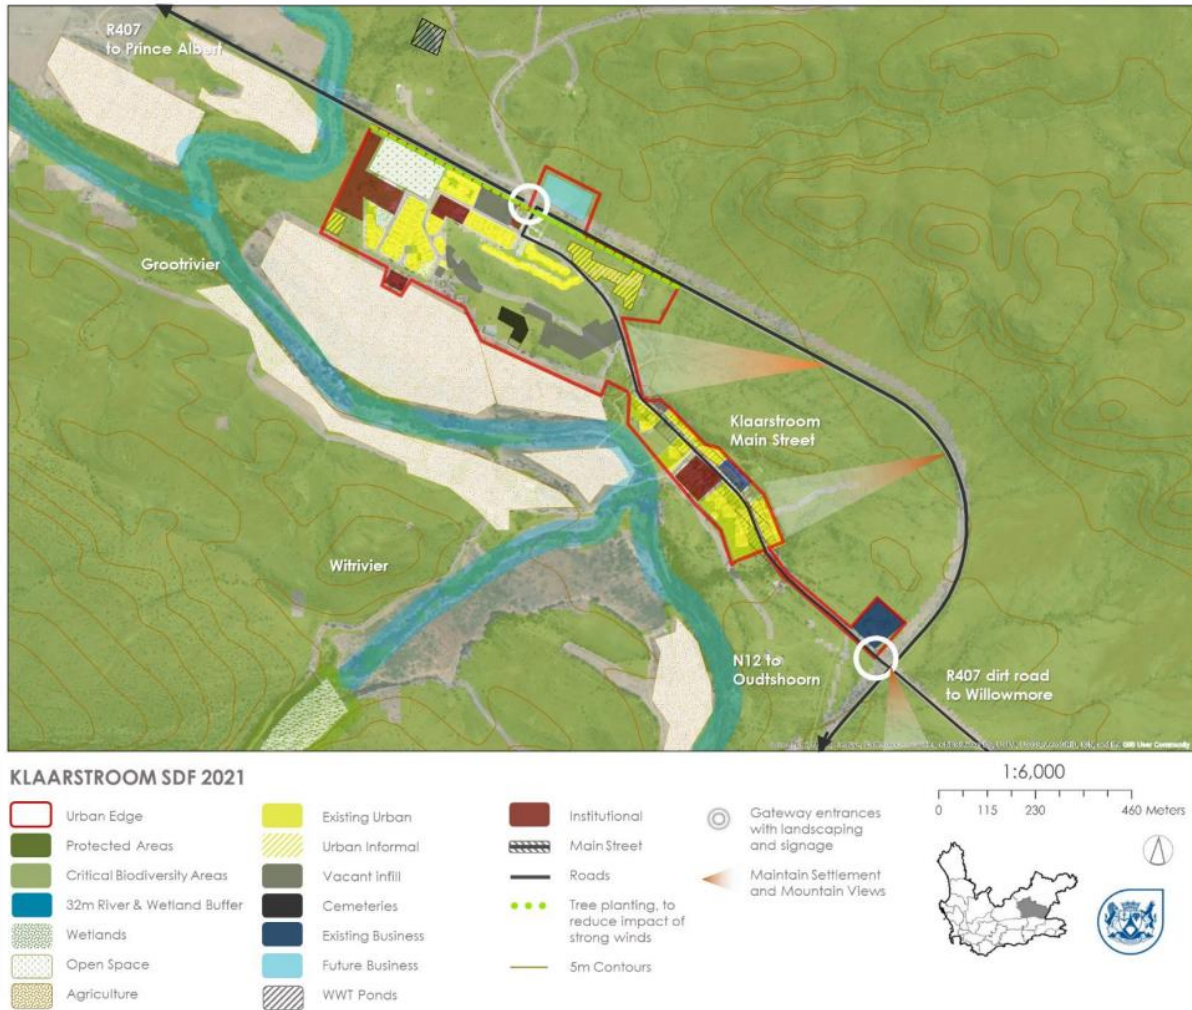 R407
to Prince Albert
Grootrivier
Klaarstroom
Main Street
Witrivier
N12 to
Oudtshoorn
R407 dirt road
to Willowmore
GIS User Community
KLAARSTROOM SDF 2021
Urban Edge
Protected Areas
Critical Biodiversity Areas
32m River & Wetland Buffer
Wetlands
Open Space
Agriculture
Existing Urban
Urban Informal
Vacant infill
Cemeteries
Existing Business
Future Business
WWT Ponds
Institutional
Main Street
Roads
Tree planting, to
reduce impact of
strong winds
5m Contours
Gateway entrances
with landscaping
and signage
Maintain Settlement
and Mountain Views
1:6,000
0 115 230 460 Meters